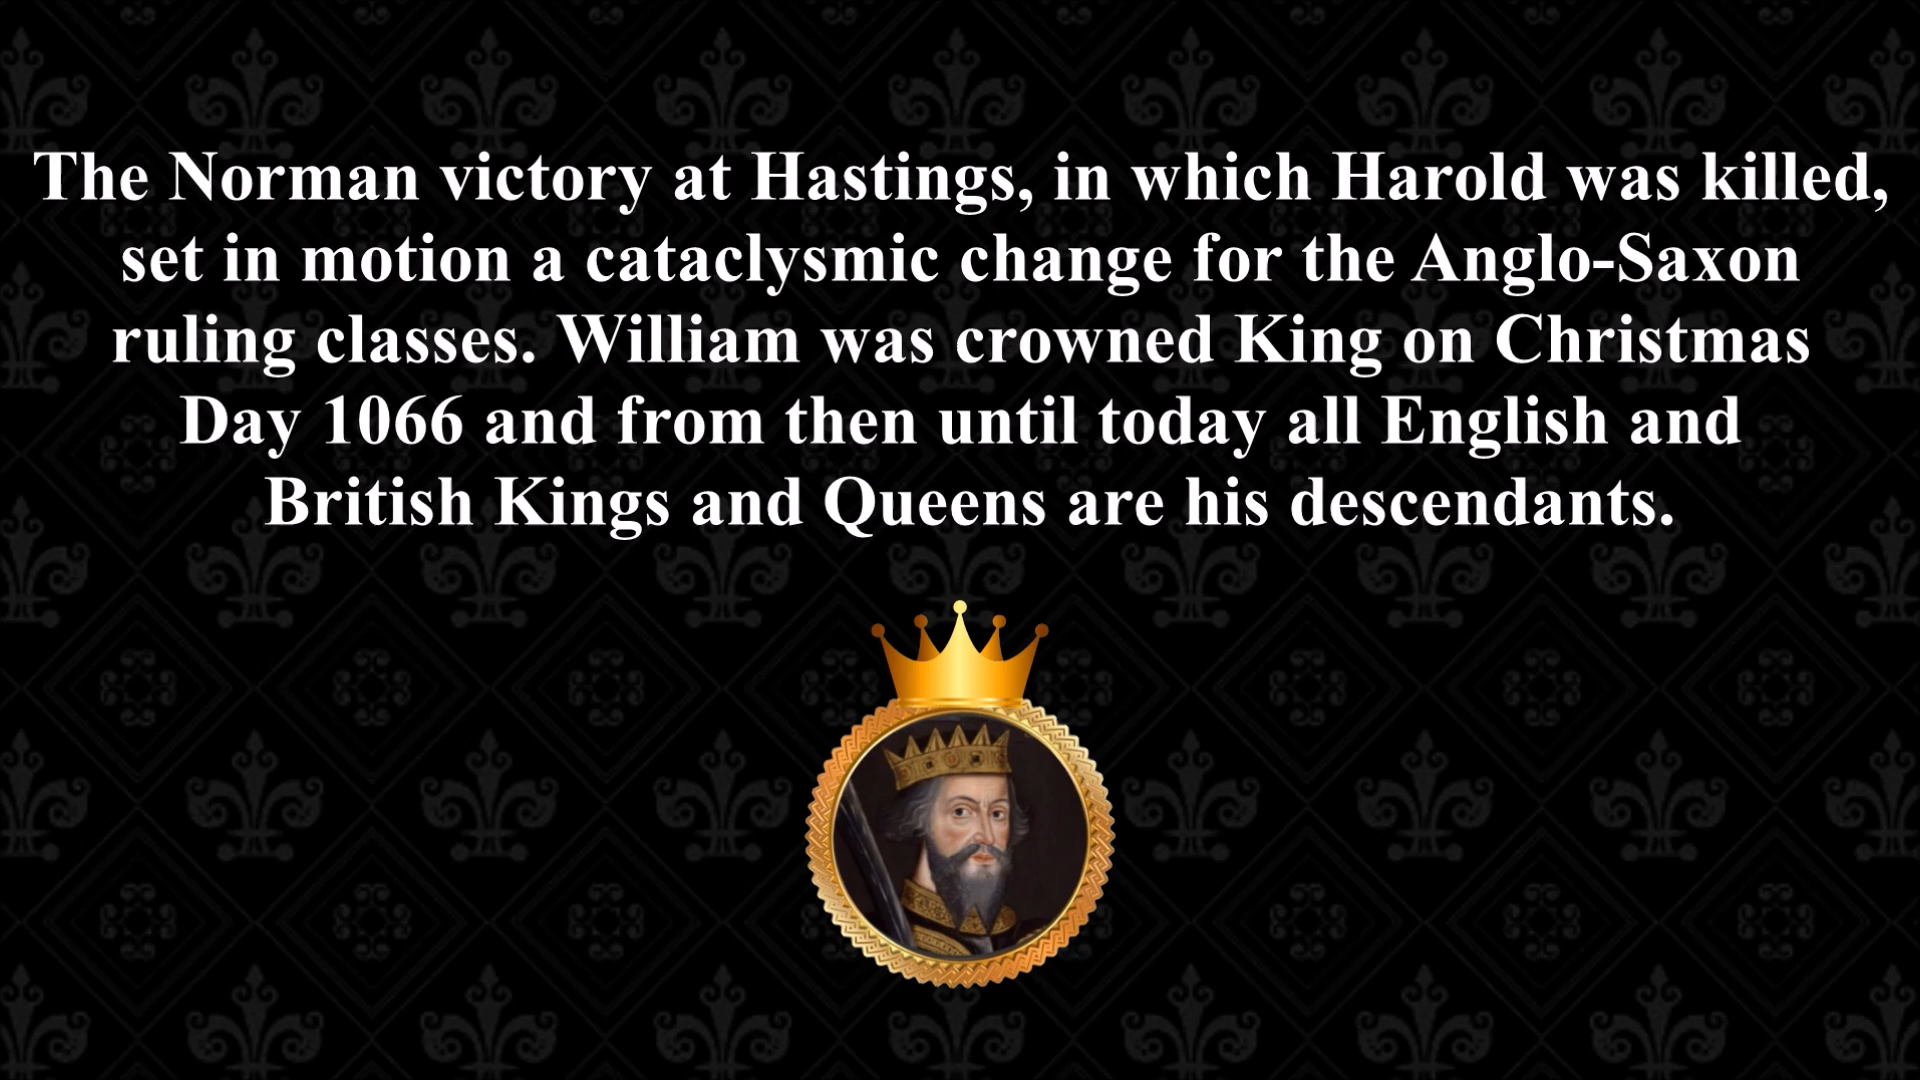 The Norman victory at Hastings, in which Harold was killed,
set in motion a cataclysmic change for the Anglo-Saxon
ruling classes. William was crowned King on Christmas
Day 1066 and from then until today all English and
British Kings and Queens are his descendants.